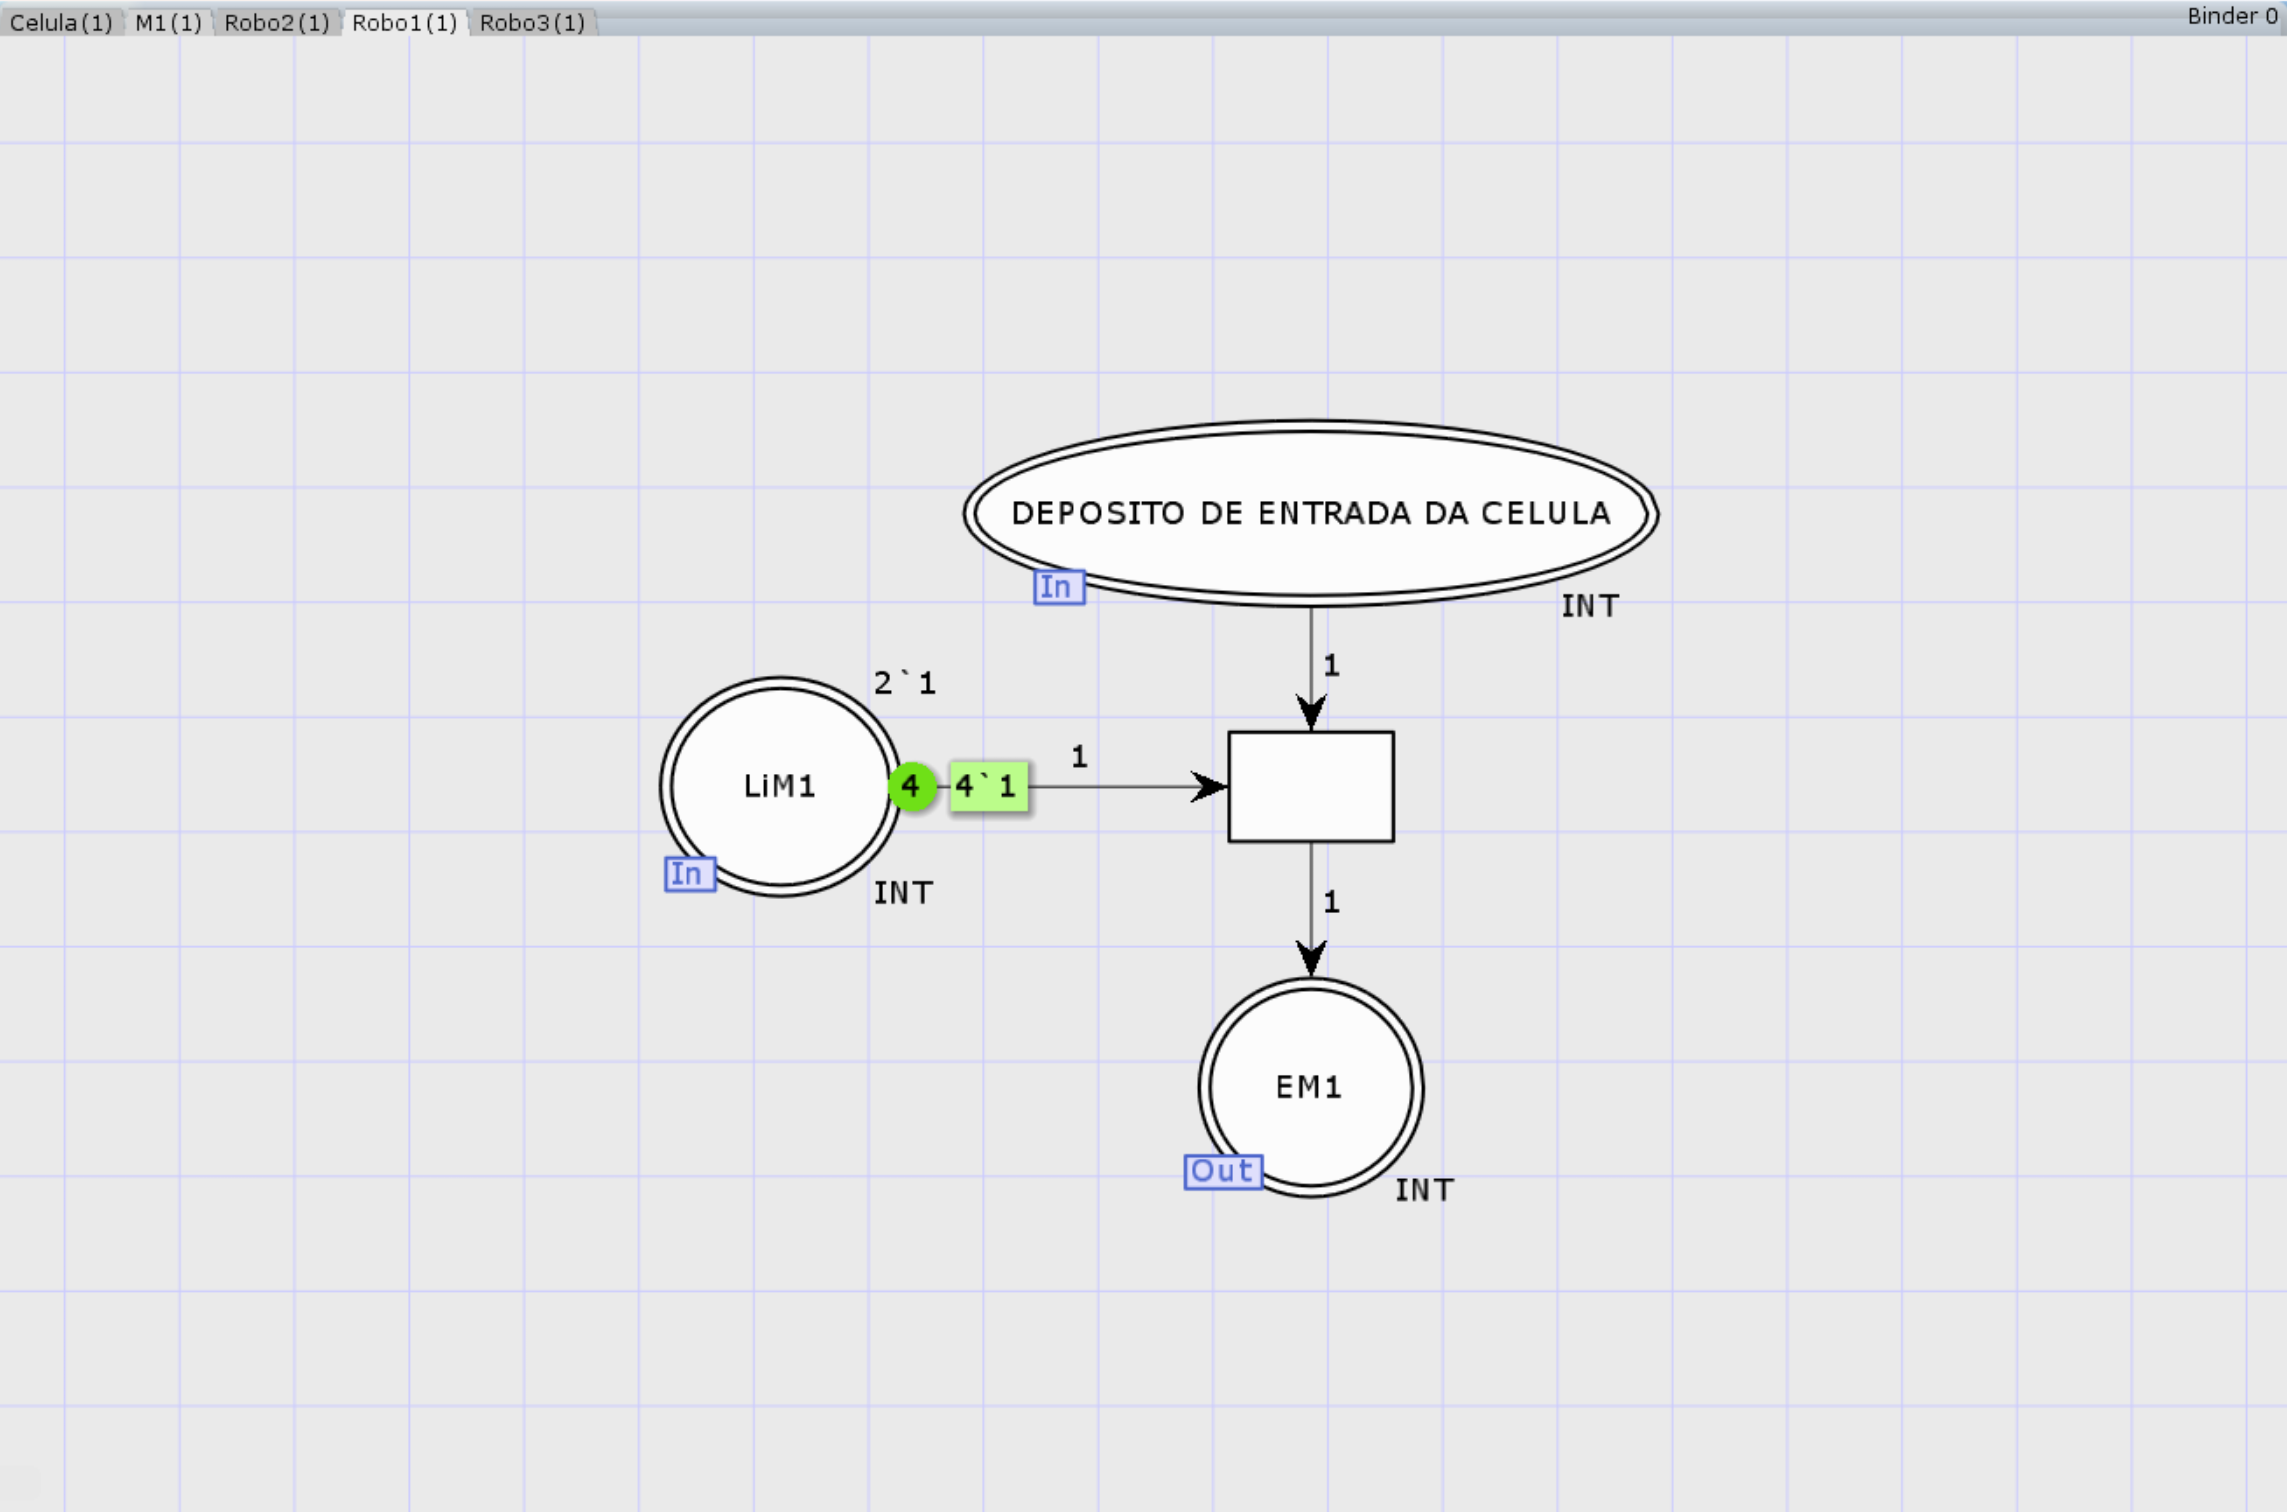 Celula(1) M1(1) Robo2(1) Robo1(1) Robo3(1) Binder 0
DEPOSITO DE ENTRADA DA CELULA
In
INT
1
2`1
LiM1
4
4`1
1
In
INT
1
EM1
Out
INT